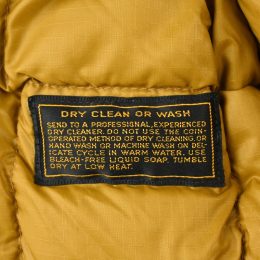 DRY CLEAN OR WASH
SEND TO A PROFESSIONAL, EXPERIENCED
DRY CLEANER. DO NOT USE THE COIN-
OPERATED METHOD OF DRY CLEANING. OR
HAND WASH OR MACHINE WASH ON DEL-
ICATE CYCLE IN WARM WATER. USE
BLEACH-FREE LIQUID SOAP. TUMBLE
DRY AT LOW HEAT.